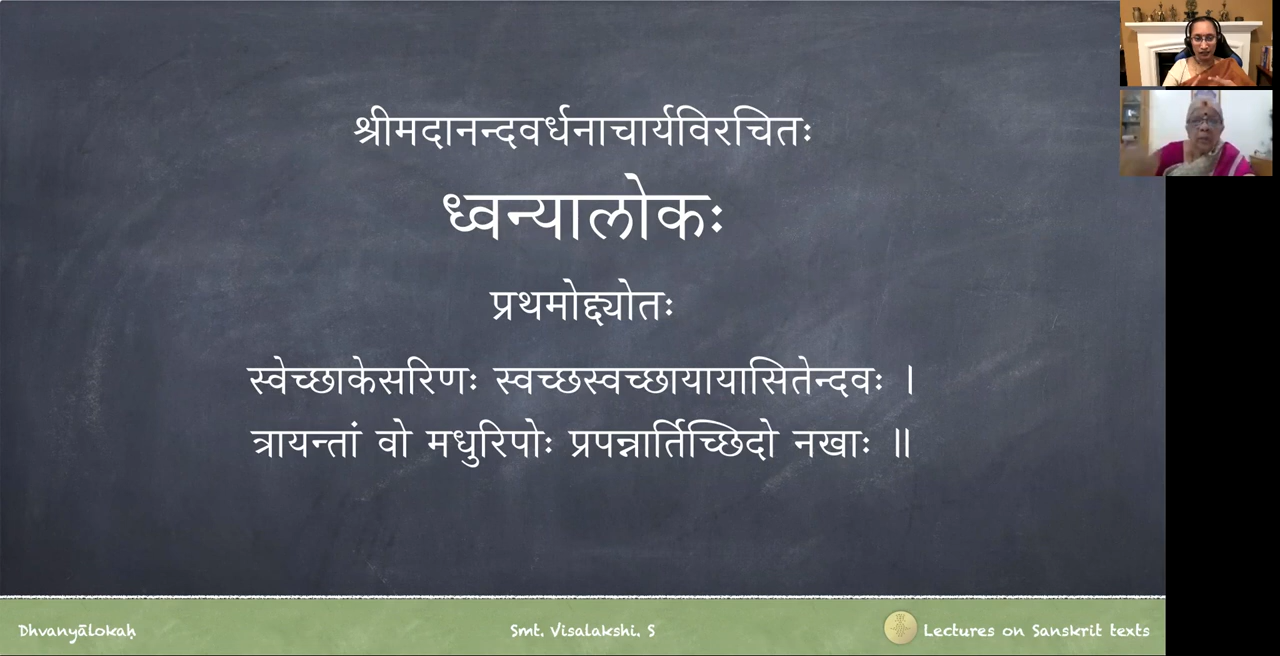 श्रीमदानन्दवर्धनाचार्यविरचितः
ध्वन्यालोकः
प्रथमोद्द्योतः
स्वेच्छाकेसरिणः स्वच्छस्वच्छायायासितेन्दवः ।
त्रायन्तां वो मधुरिपोः प्रपन्नार्तिच्छिदो नखाः ॥
Dhvanyālokaḥ
Smt. Visalakshi. S
Lectures on Sanskrit texts